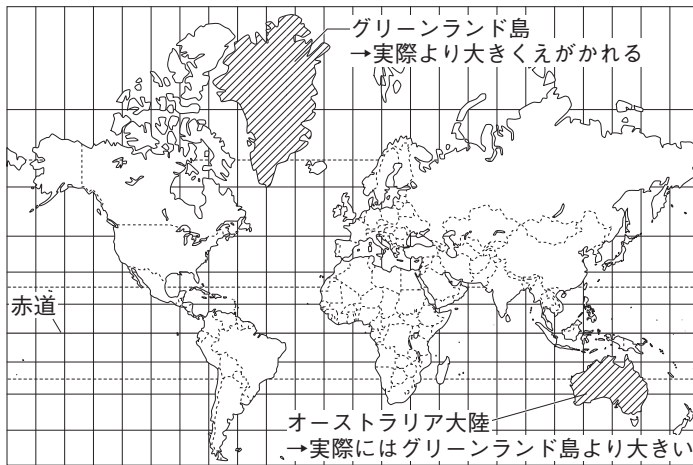 グリーンランド島
→実際より大きくえがかれる
赤道
オーストラリア大陸
→実際にはグリーンランド島より大きい